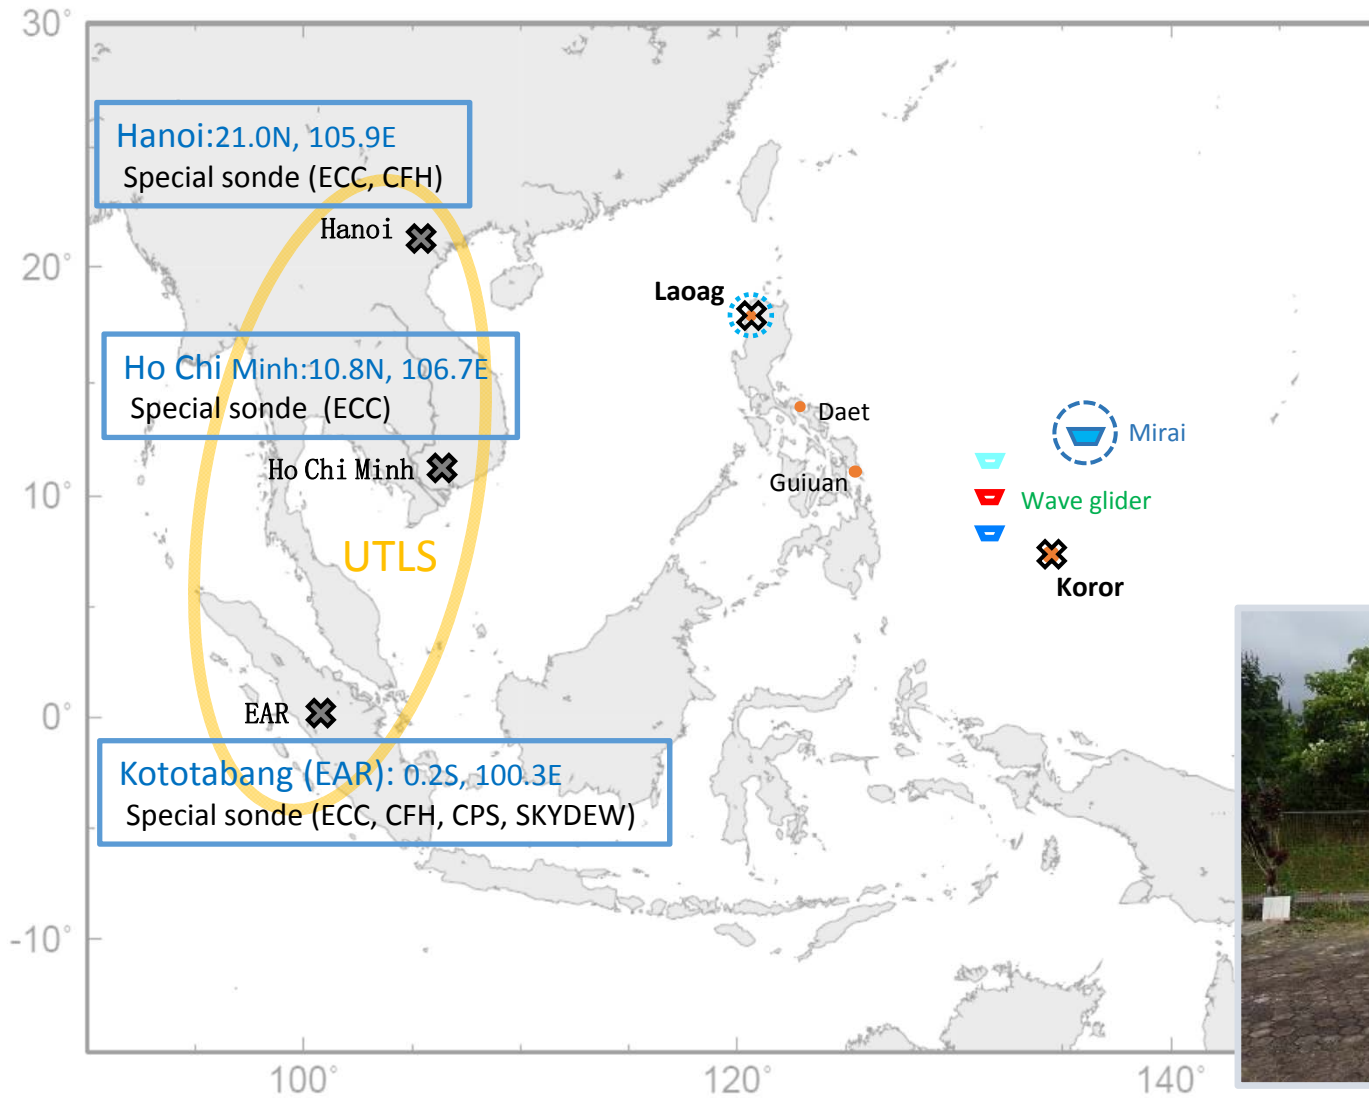 30°
Hanoi:21.0N, 105.9E
Special sonde (ECC, CFH)
Hanoi
20°
Laoag
Ho Chi Minh:10.8N, 106.7E
Special sonde (ECC)
Daet
Mirai
Ho Chi Minh
Guiuan
10°
Wave glider
UTLS
Koror
EAR
0°
Kototabang (EAR): 0.2S, 100.3E
Special sonde (ECC, CFH, CPS, SKYDEW)
-10°
100°
120°
140°